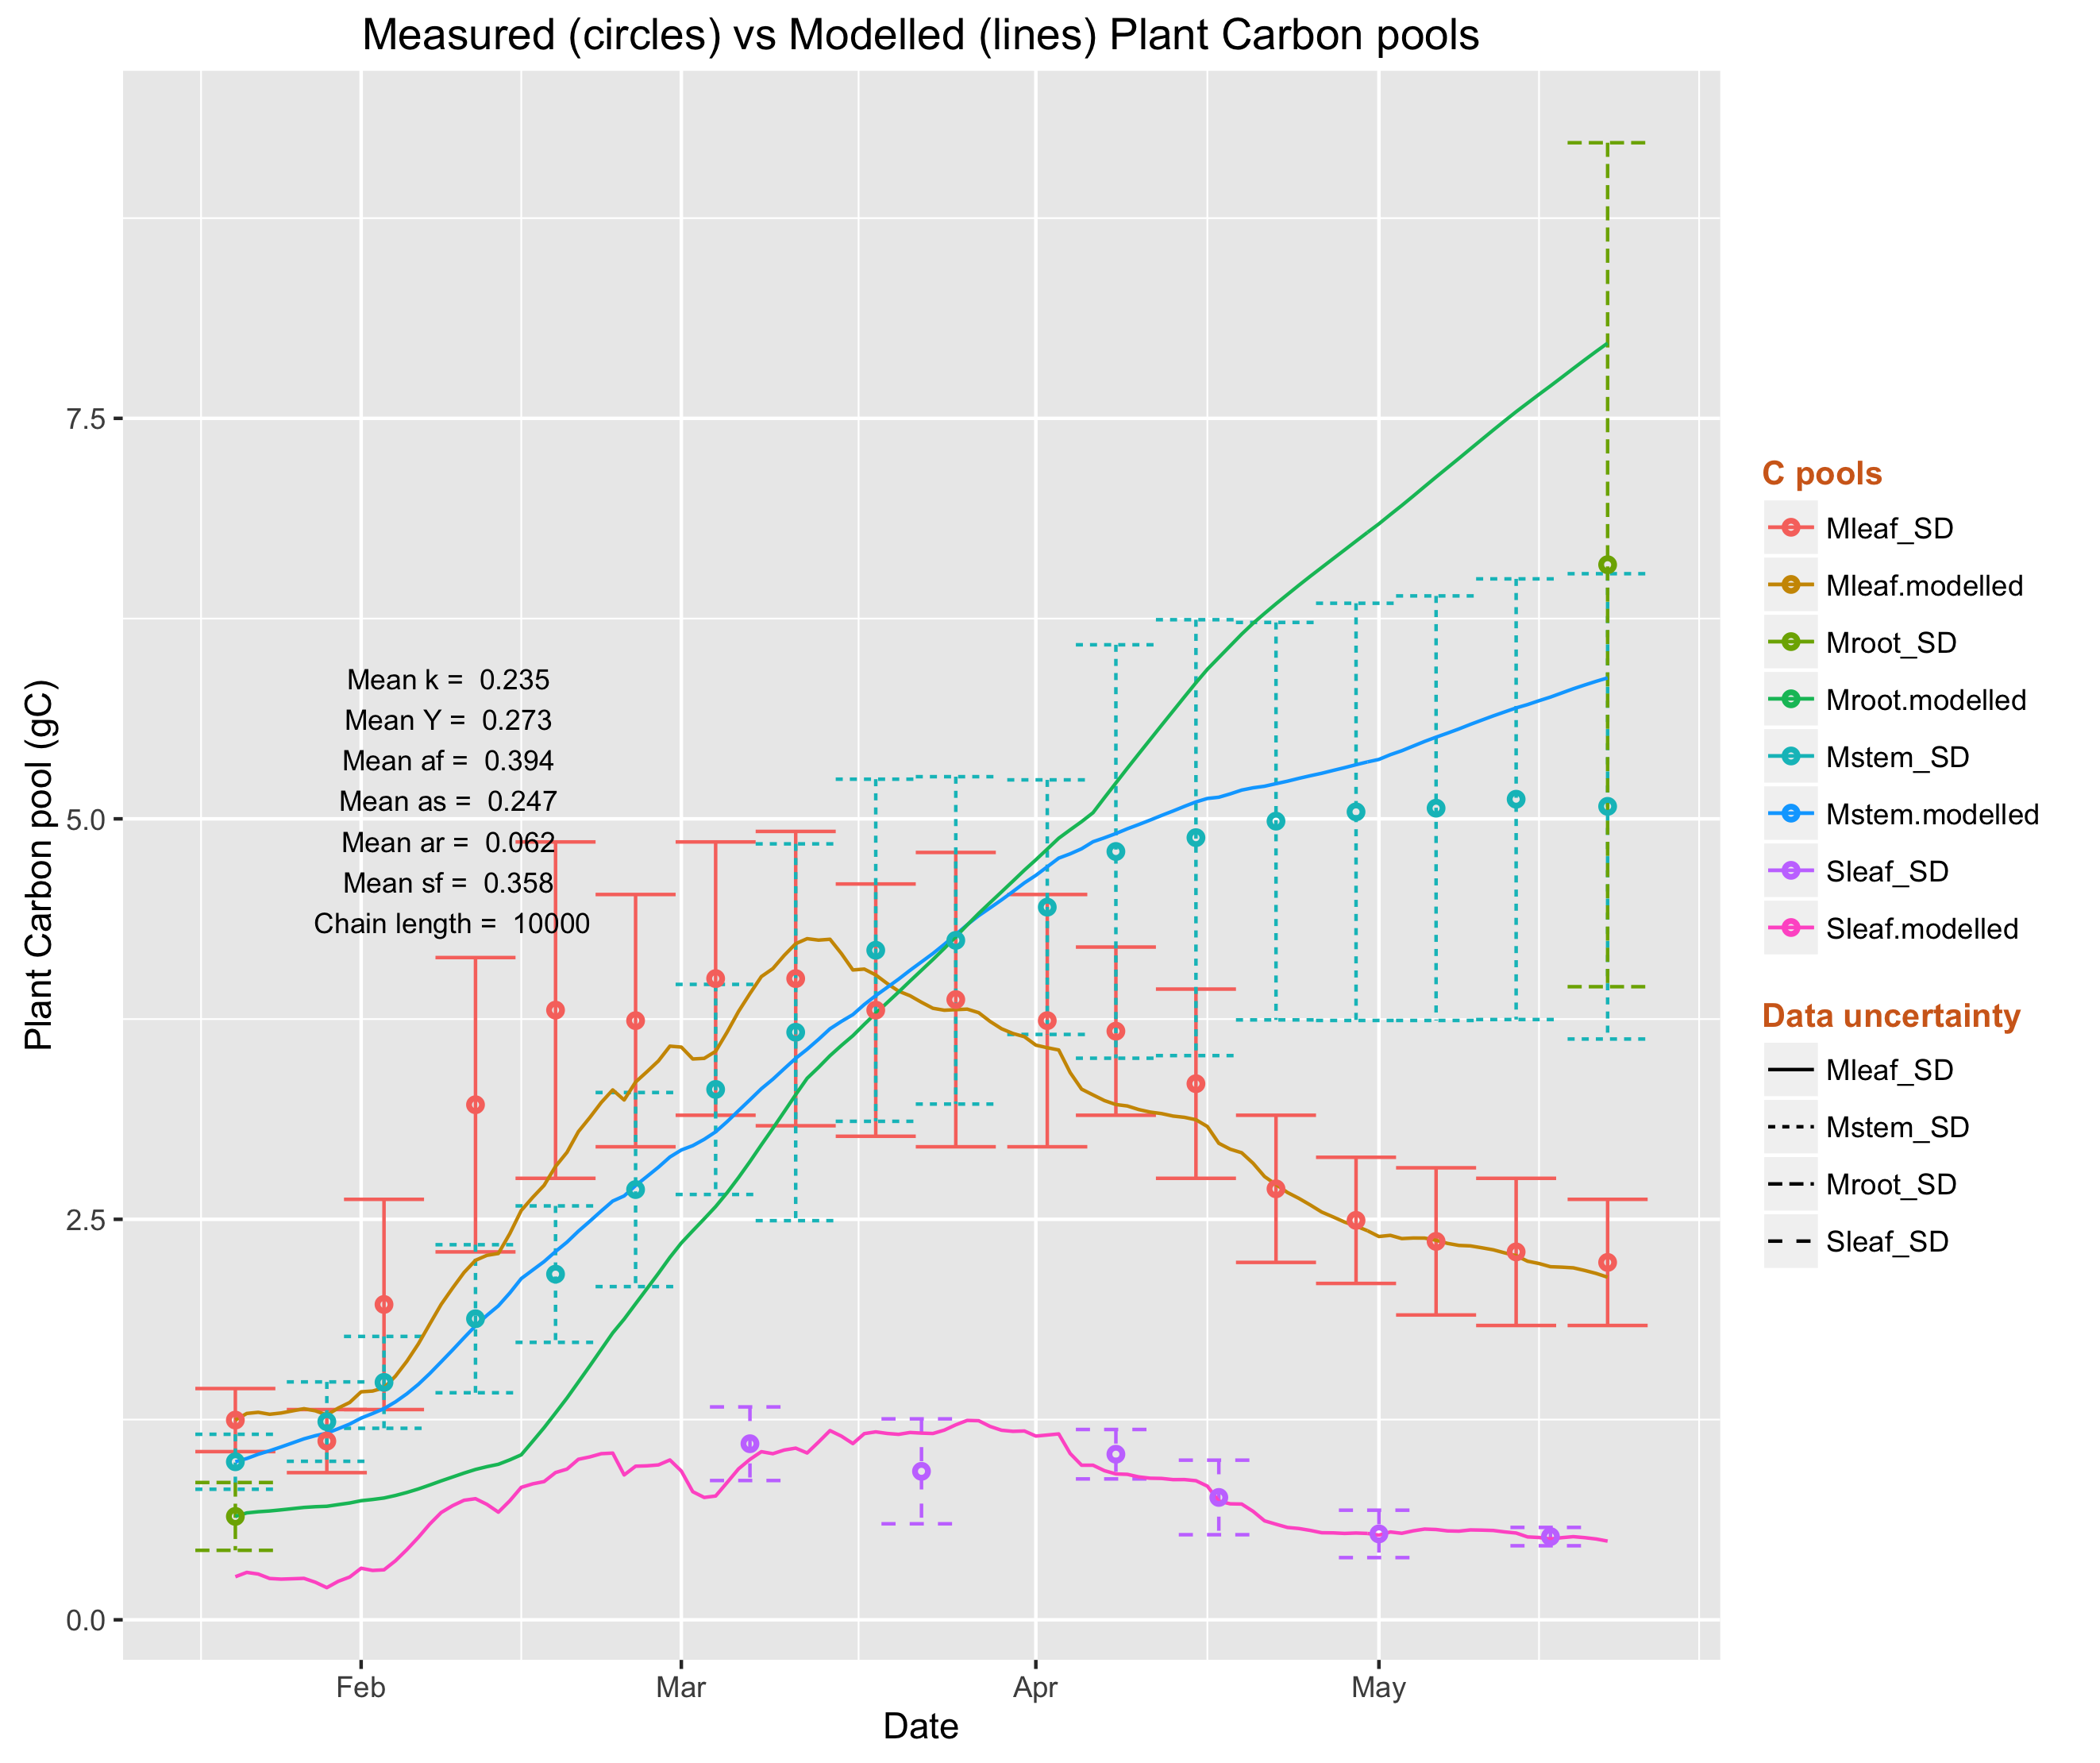 Measured (circles) vs Modelled (lines) Plant Carbon pools
Plant Carbon pool (gC)
7.5
5.0
2.5
0.0
Mean k = 0.235
Mean Y = 0.273
Mean af = 0.394
Mean as = 0.247
Mean ar = 0.062
Mean sf = 0.358
Chain length = 10000
Feb Mar Apr May
Date
C pools
Mleaf_SD
Mleaf.modelled
Mroot_SD
Mroot.modelled
Mstem_SD
Mstem.modelled
Sleaf_SD
Sleaf.modelled
Data uncertainty
Mleaf_SD
Mstem_SD
Mroot_SD
Sleaf_SD